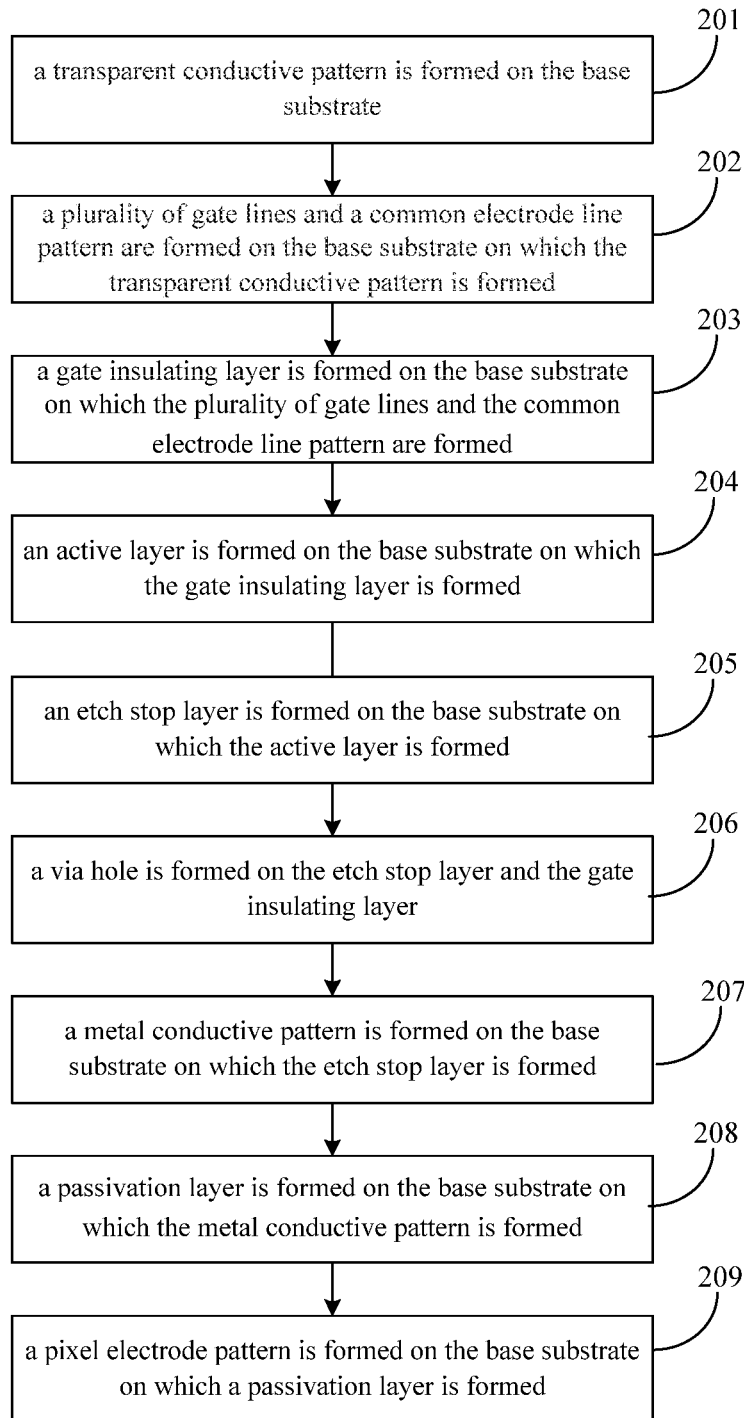 201
a transparent conductive pattern is formed on the base
substrate
202
a plurality of gate lines and a common electrode line
pattern are formed on the base substrate on which the
transparent conductive pattern is formed
203
a gate insulating layer is formed on the base substrate
on which the plurality of gate lines and the common
electrode line pattern are formed
204
an active layer is formed on the base substrate on which
the gate insulating layer is formed
205
an etch stop layer is formed on the base substrate on
which the active layer is formed
206
a via hole is formed on the etch stop layer and the gate
insulating layer
207
a metal conductive pattern is formed on the base
substrate on which the etch stop layer is formed
208
a passivation layer is formed on the base substrate on
which the metal conductive pattern is formed
209
a pixel electrode pattern is formed on the base substrate
on which a passivation layer is formed